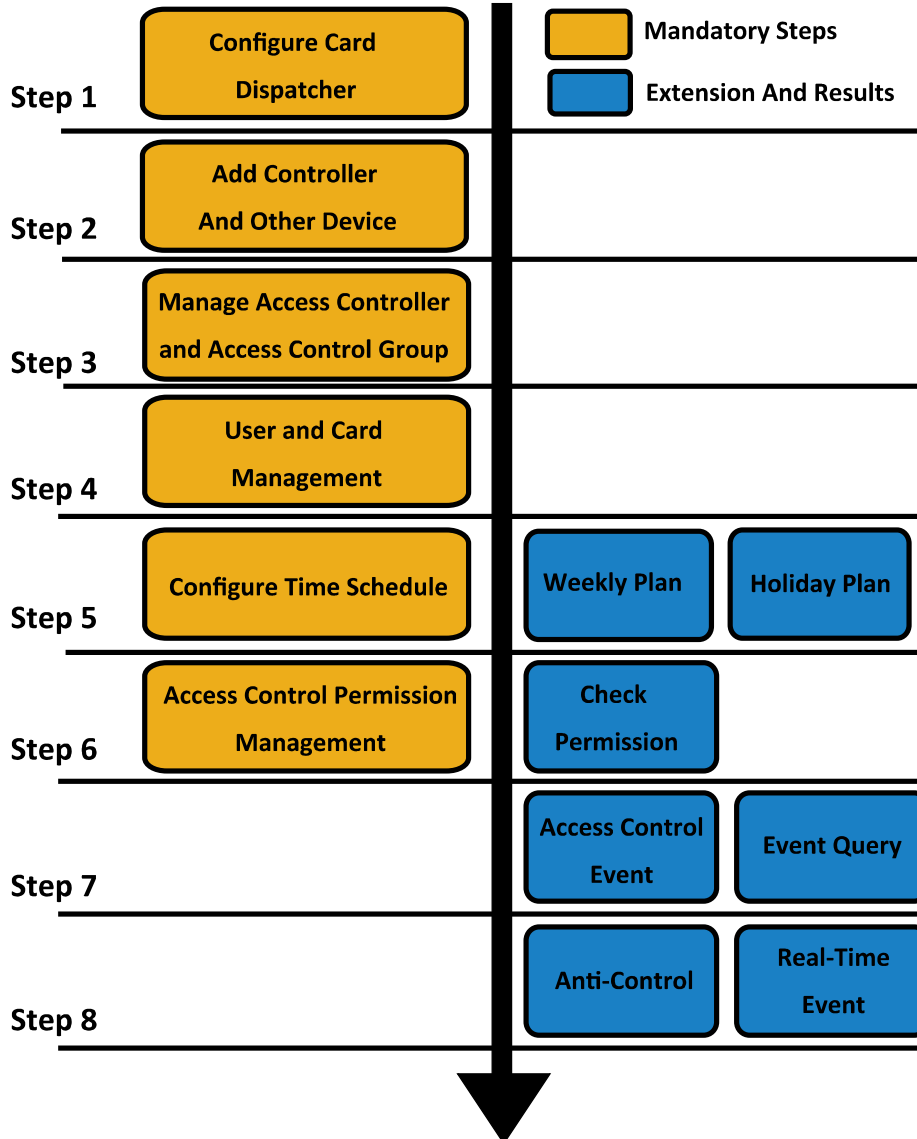 Configure Card
Dispatcher
Mandatory Steps
Extension And Results
Step 1
Add Controller
And Other Device
Step 2
Manage Access Controller
and Access Control Group
Step 3
User and Card
Management
Step 4
Configure Time Schedule
Weekly Plan
Holiday Plan
Step 5
Access Control Permission
Management
Check
Permission
Step 6
Access Control
Event
Event Query
Step 7
Anti-Control
Real-Time
Event
Step 8